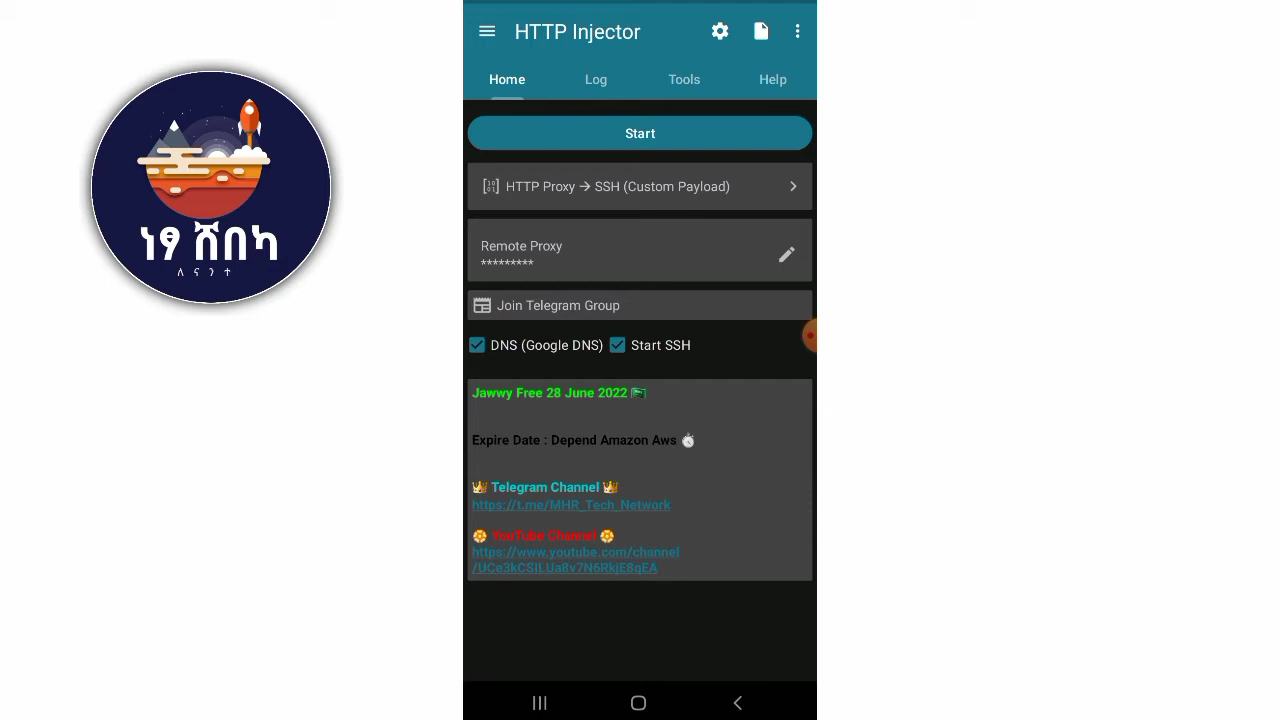 ነፃ ሸበካ
ለ ና ን ተ
HTTP Injector
Home Log Tools Help
Start
HTTP Proxy → SSH (Custom Payload)
Remote Proxy
*********
Join Telegram Group
DNS (Google DNS) Start SSH
Jawwy Free 28 June 2022 🇸🇦
Expire Date : Depend Amazon Aws ⏱
👑 Telegram Channel 👑
https://t.me/MHR_Tech_Network
🏵 YouTube Channel 🏵
https://www.youtube.com/channel
/UCe3kCSILUa8v7N6RkjE8qEA